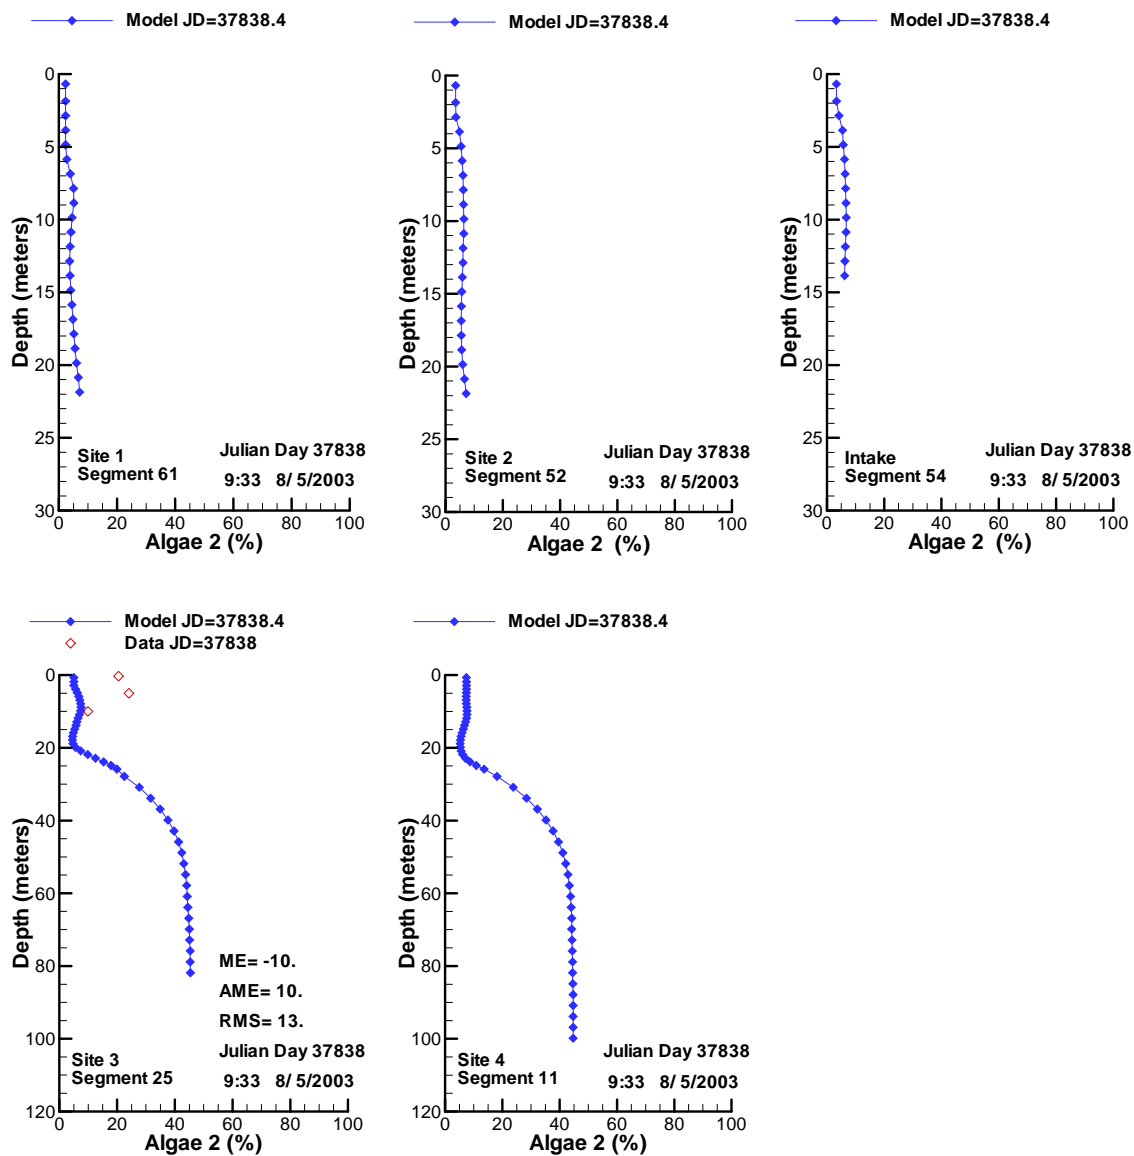 Model JD=37838.4
0
5
10
15
20
25
30
Depth (meters)
Site 1
Segment 61
Julian Day 37838
9:33 8/ 5/2003
0 20 40 60 80 100
Algae 2 (%)
Model JD=37838.4
0
5
10
15
20
25
30
Depth (meters)
Site 2
Segment 52
Julian Day 37838
9:33 8/ 5/2003
0 20 40 60 80 100
Algae 2 (%)
Model JD=37838.4
0
5
10
15
20
25
30
Depth (meters)
Intake
Segment 54
Julian Day 37838
9:33 8/ 5/2003
0 20 40 60 80 100
Algae 2 (%)
Model JD=37838.4
Data JD=37838
0
20
40
60
80
100
120
Depth (meters)
ME= -10.
AME= 10.
RMS= 13.
Site 3
Segment 25
Julian Day 37838
9:33 8/ 5/2003
0 20 40 60 80 100
Algae 2 (%)
Model JD=37838.4
0
20
40
60
80
100
120
Depth (meters)
Site 4
Segment 11
Julian Day 37838
9:33 8/ 5/2003
0 20 40 60 80 100
Algae 2 (%)